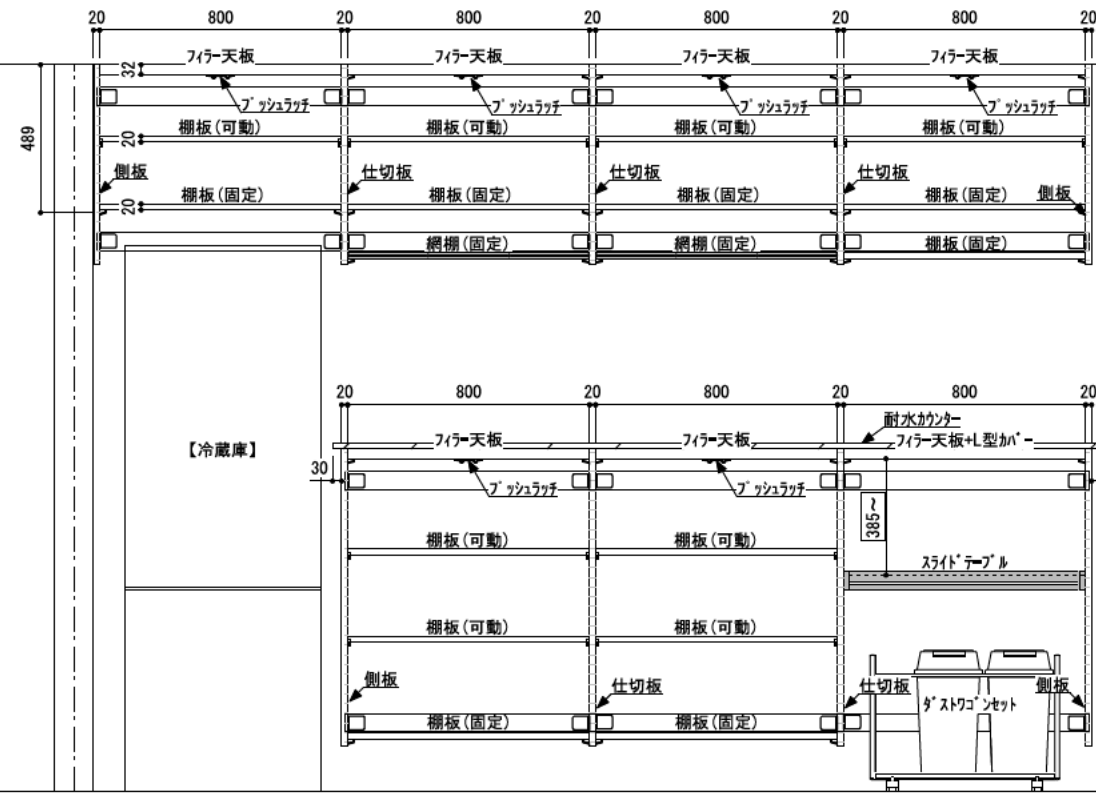 20 800 20 800 20 800 20 800 20
フィラー天板 フィラー天板 フィラー天板 フィラー天板
32
プッシュラッチ プッシュラッチ プッシュラッチ プッシュラッチ
489
棚板(可動) 棚板(可動) 棚板(可動) 棚板(可動)
20
側板 仕切板 仕切板 仕切板
棚板(固定) 棚板(固定) 棚板(固定) 棚板(固定) 側板
20
網棚(固定) 網棚(固定) 棚板(固定)
20 800 20 800 20 800 20
耐水カウンター
【冷蔵庫】 フィラー天板 フィラー天板 フィラー天板+L型カバー
30
プッシュラッチ プッシュラッチ
385~
棚板(可動) 棚板(可動)
スライドテーブル
棚板(可動) 棚板(可動)
側板 仕切板 仕切板 側板
ダストワゴンセット
棚板(固定) 棚板(固定)